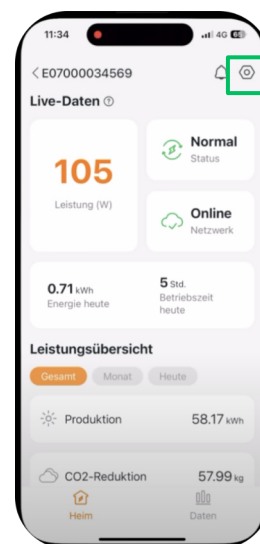 11:34 4G 63
< E07000034569
Live-Daten ?
105
Leistung (W)
Normal
Status
Online
Netzwerk
0.71 kWh
Energie heute
5 Std.
Betriebszeit
heute
Leistungsübersicht
Gesamt Monat Heute
Produktion 58.17 kWh
CO2-Reduktion 57.99 kg
Heim Daten